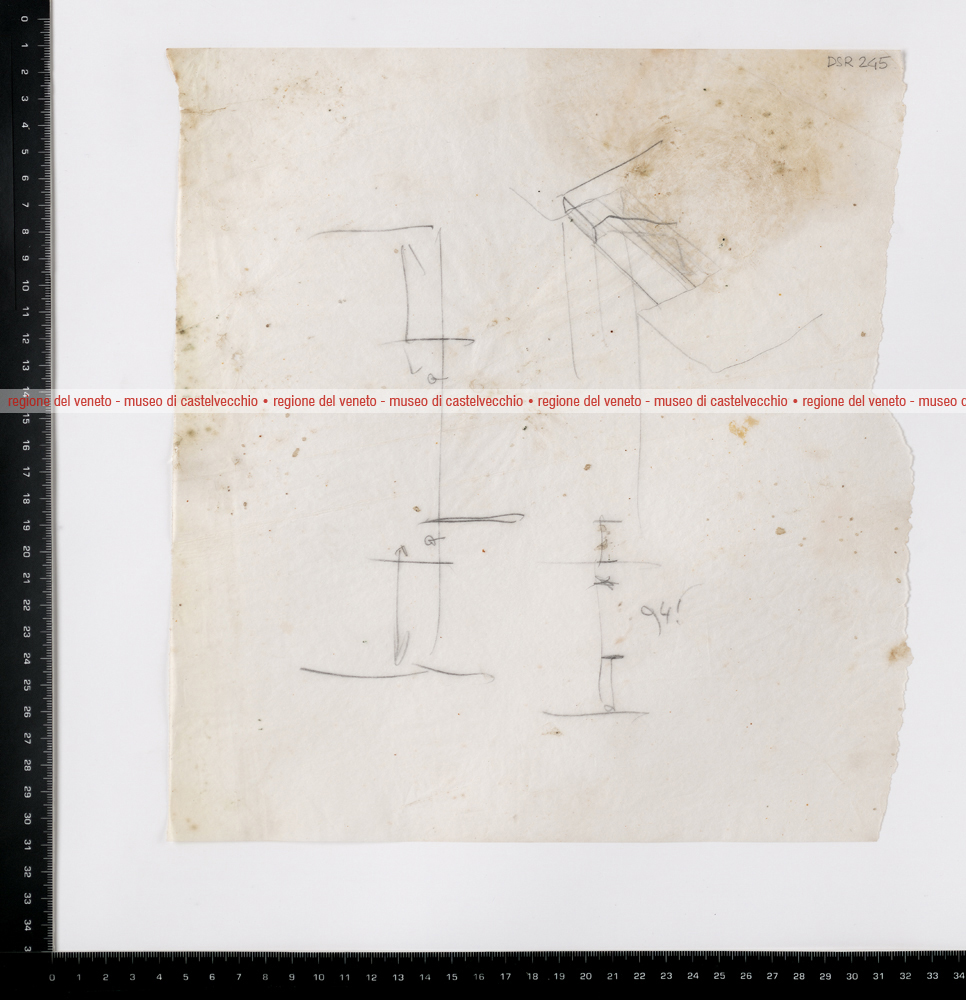 DSR 245
regione del veneto - museo di castelvecchio • regione del veneto - museo di castelvecchio • regione del veneto - museo di castelvecchio • regione del veneto - museo d
94!
0 1 2 3 4 5 6 7 8 9 10 11 12 13 14 15 16 17 18 19 20 21 22 23 24 25 26 27 28 29 30 31 32 33 34 3
0 1 2 3 4 5 6 7 8 9 10 11 12 13 14 15 16 17 18 19 20 21 22 23 24 25 26 27 28 29 30 31 32 33 34